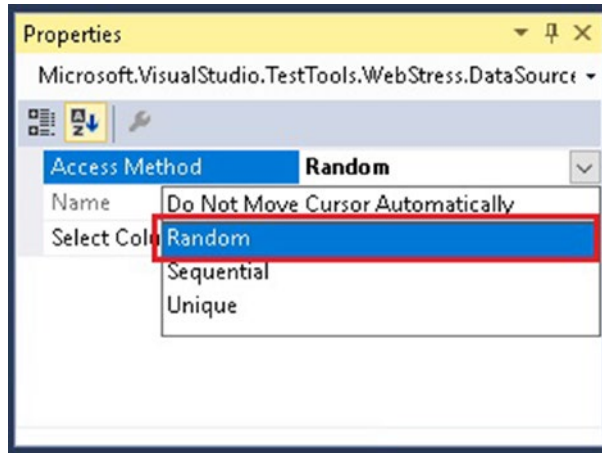 Properties
Microsoft.VisualStudio.TestTools.WebStress.DataSource
Access Method Random
Name
Do Not Move Cursor Automatically
Select Colu
Random
Sequential
Unique